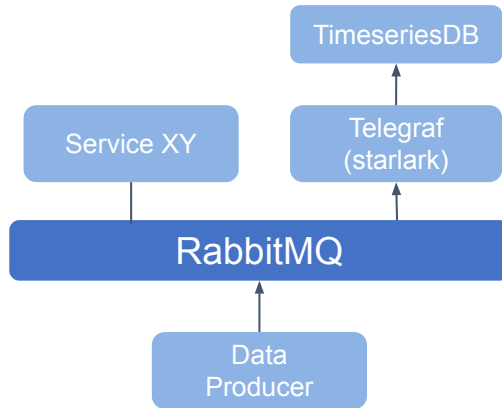 TimeseriesDB
Service XY
Telegraf
(starlark)
RabbitMQ
Data
Producer